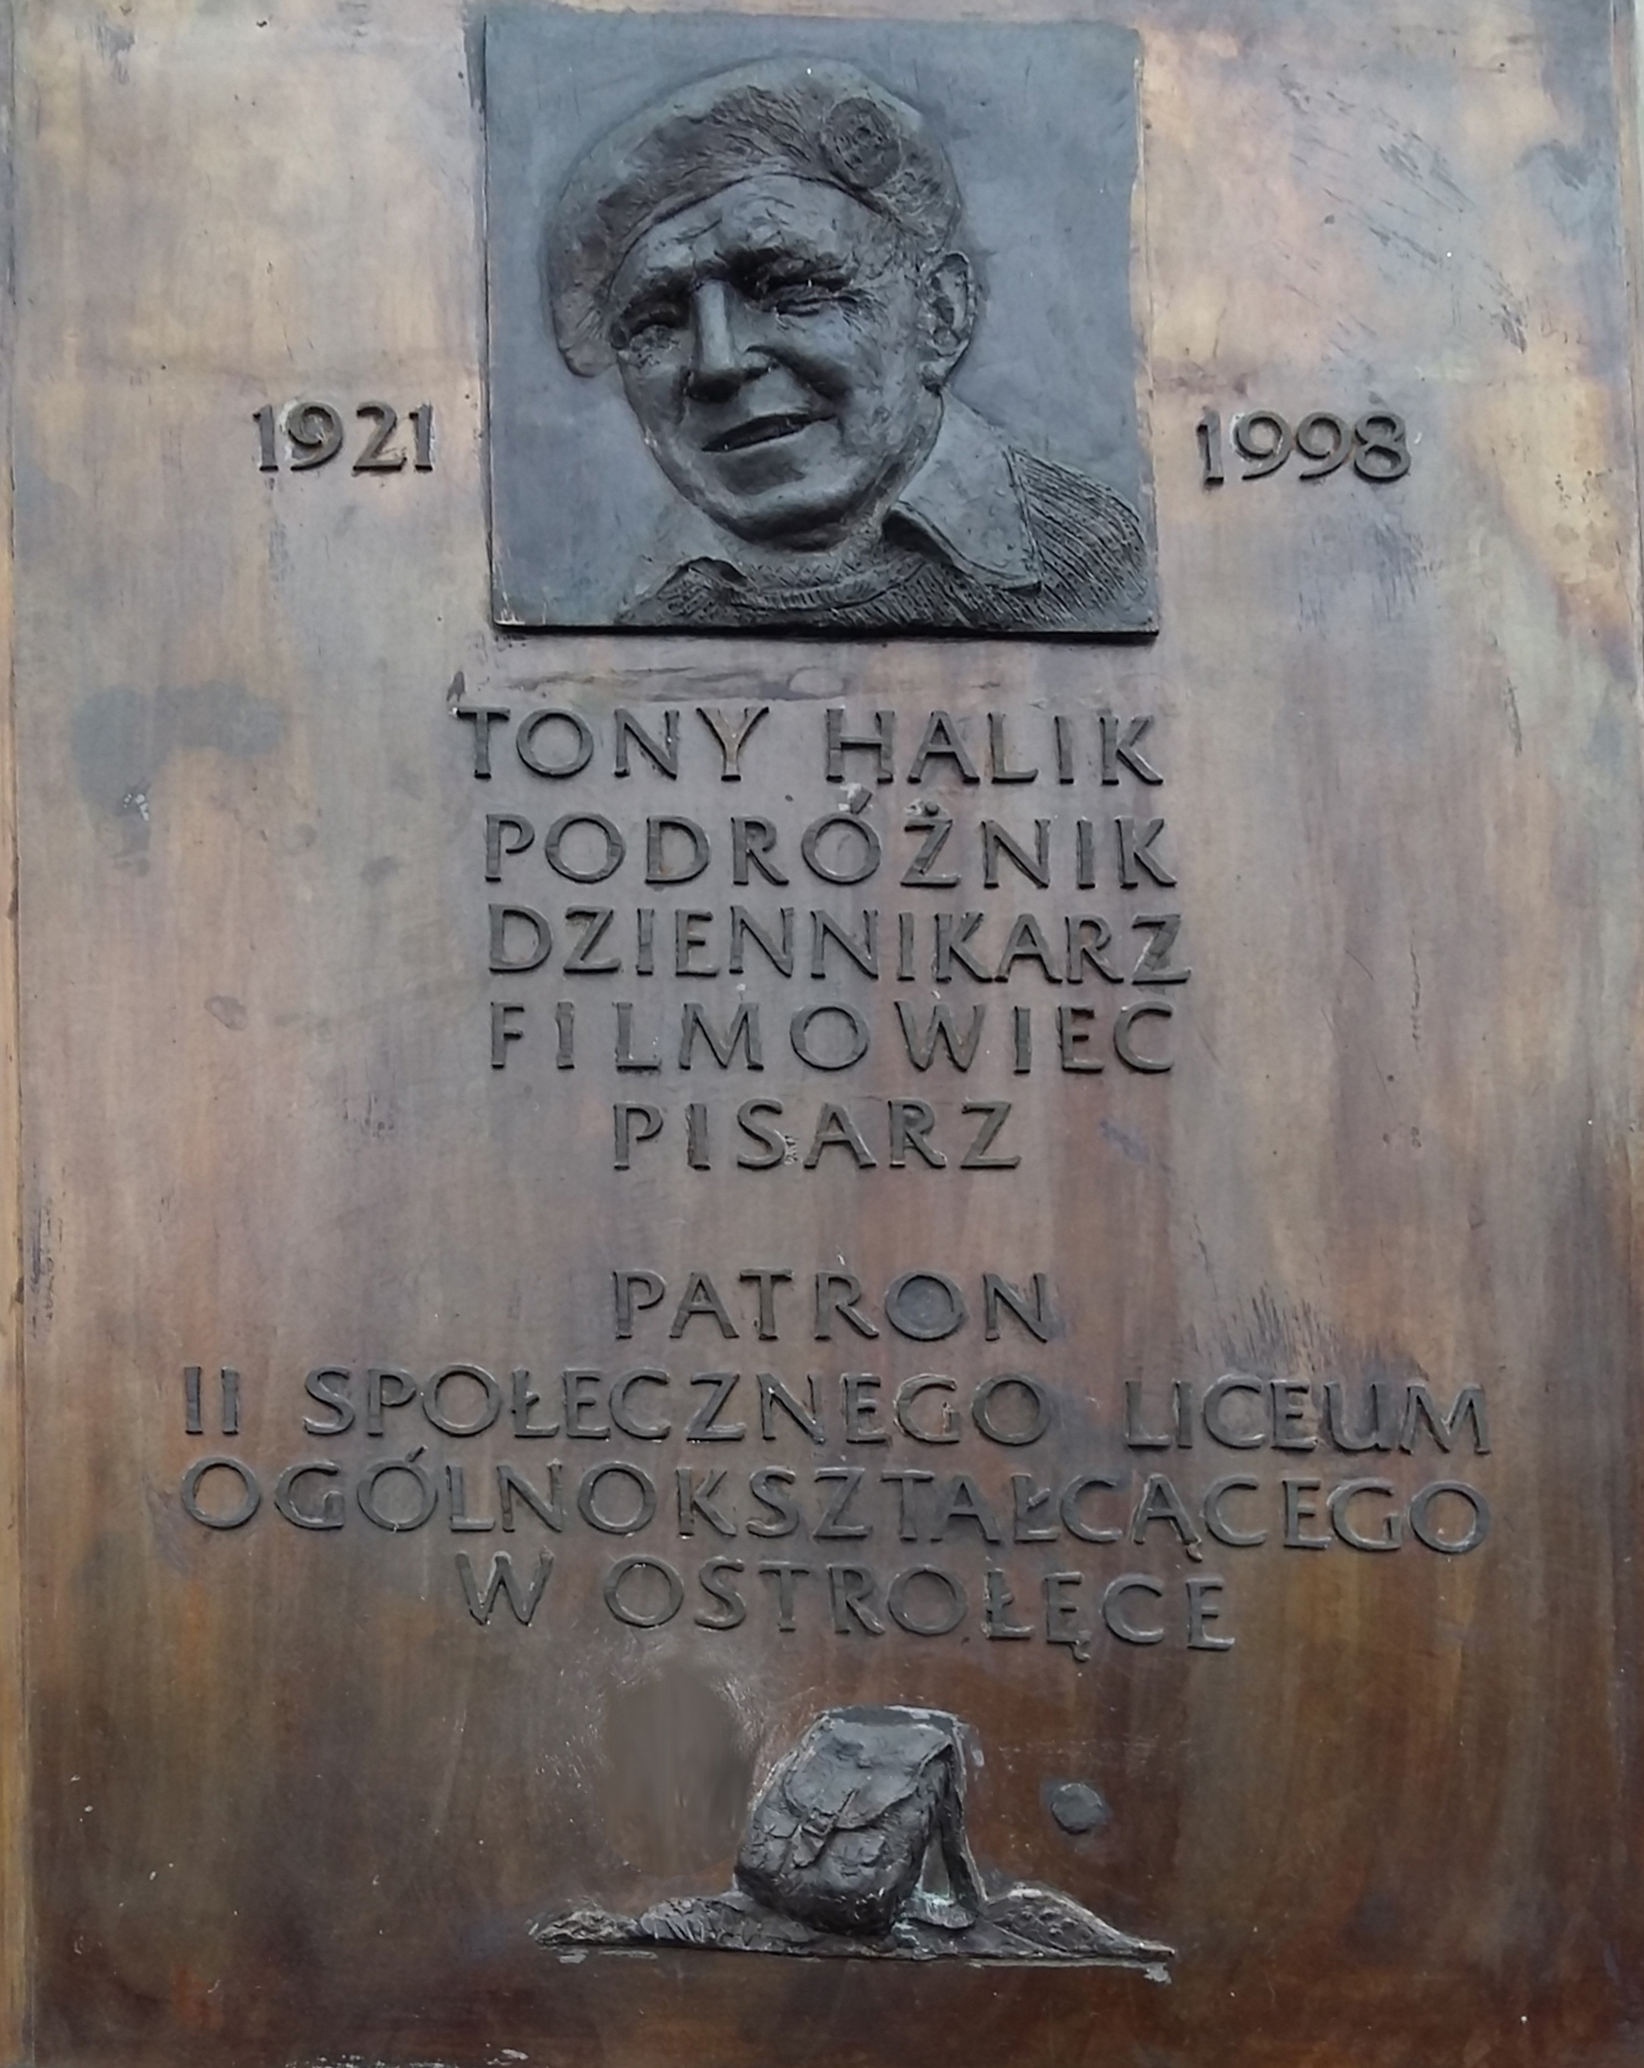 1921
1998
TONY HALIK
PODRÓŻNIK
DZIENNIKARZ
FILMOWIEC
PISARZ
PATRON
II SPOŁECZNEGO LICEUM
OGÓLNOKSZTAŁCĄCEGO
W OSTROŁĘCE